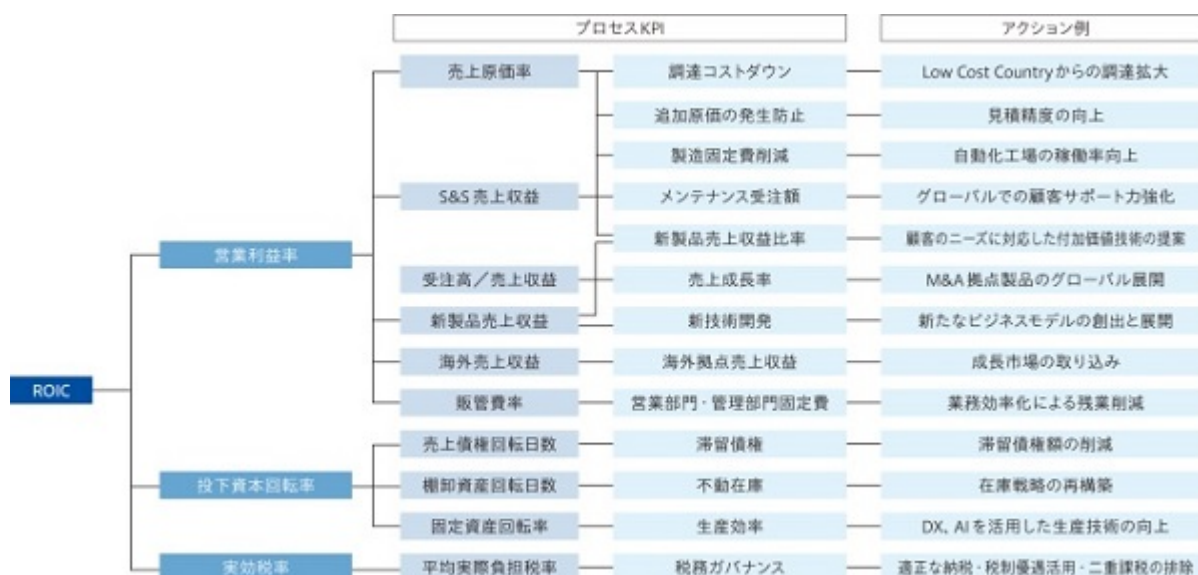 プロセスKPI
アクション例
売上原価率
調達コストダウン
Low Cost Countryからの調達拡大
追加原価の発生防止
見積精度の向上
製造固定費削減
自動化工場の稼働率向上
S&S売上収益
メンテナンス受注額
グローバルでの顧客サポート力強化
営業利益率
新製品売上収益比率
顧客のニーズに対応した付加価値技術の提案
受注高／売上収益
売上成長率
M&A拠点製品のグローバル展開
新製品売上収益
新技術開発
新たなビジネスモデルの創出と展開
海外売上収益
海外拠点売上収益
成長市場の取り込み
ROIC
販管費率
営業部門・管理部門固定費
業務効率化による残業削減
売上債権回転日数
滞留債権
滞留債権額の削減
投下資本回転率
棚卸資産回転日数
不動在庫
在庫戦略の再構築
固定資産回転率
生産効率
DX、AIを活用した生産技術の向上
実効税率
平均実際負担税率
税務ガバナンス
適正な納税・税制優遇活用・二重課税の排除